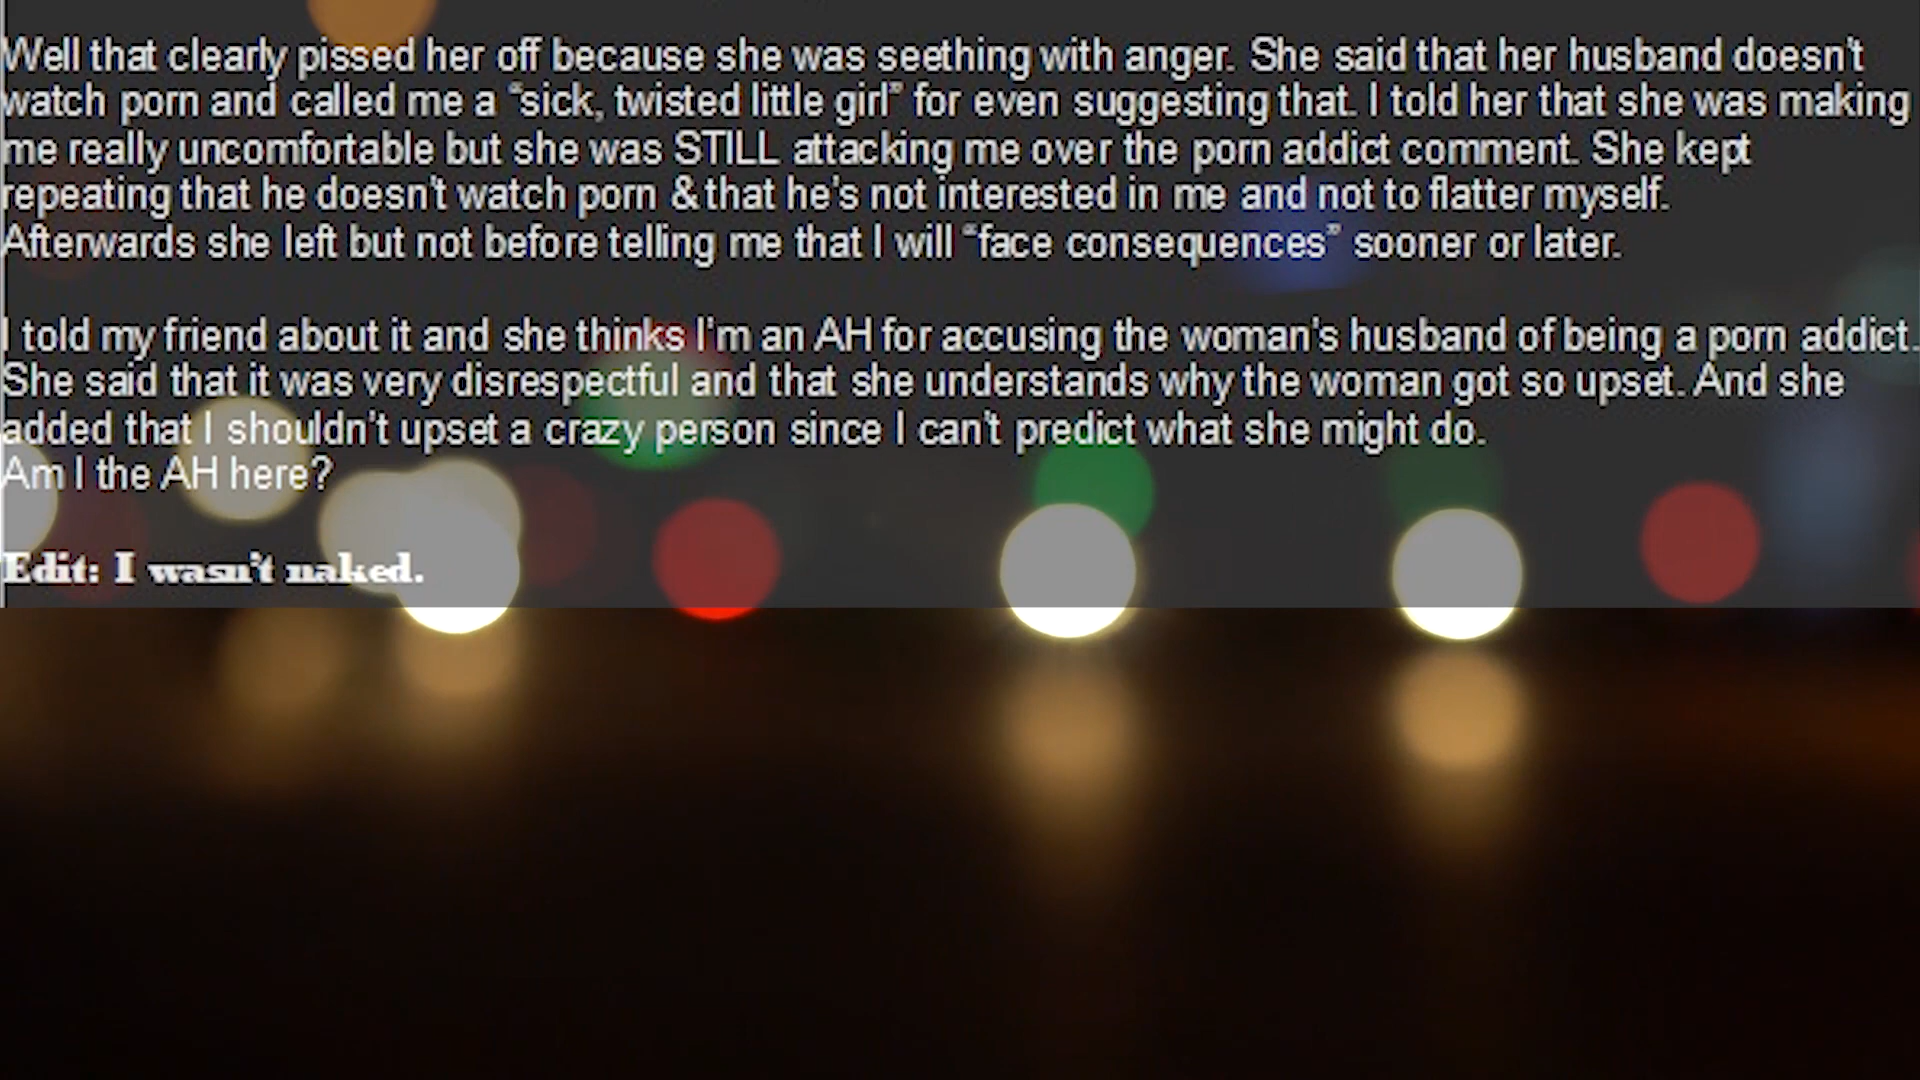 Well that clearly pissed her off because she was seething with anger. She said that her husband doesn't
watch porn and called me a “sick, twisted little girl” for even suggesting that. I told her that she was making
me really uncomfortable but she was STILL attacking me over the porn addict comment. She kept
repeating that he doesn't watch porn & that he's not interested in me and not to flatter myself.
Afterwards she left but not before telling me that I will “face consequences” sooner or later.
I told my friend about it and she thinks I'm an AH for accusing the woman's husband of being a porn addict.
She said that it was very disrespectful and that she understands why the woman got so upset. And she
added that I shouldn't upset a crazy person since I can't predict what she might do.
Am I the AH here?
Edit: I wasn't naked.